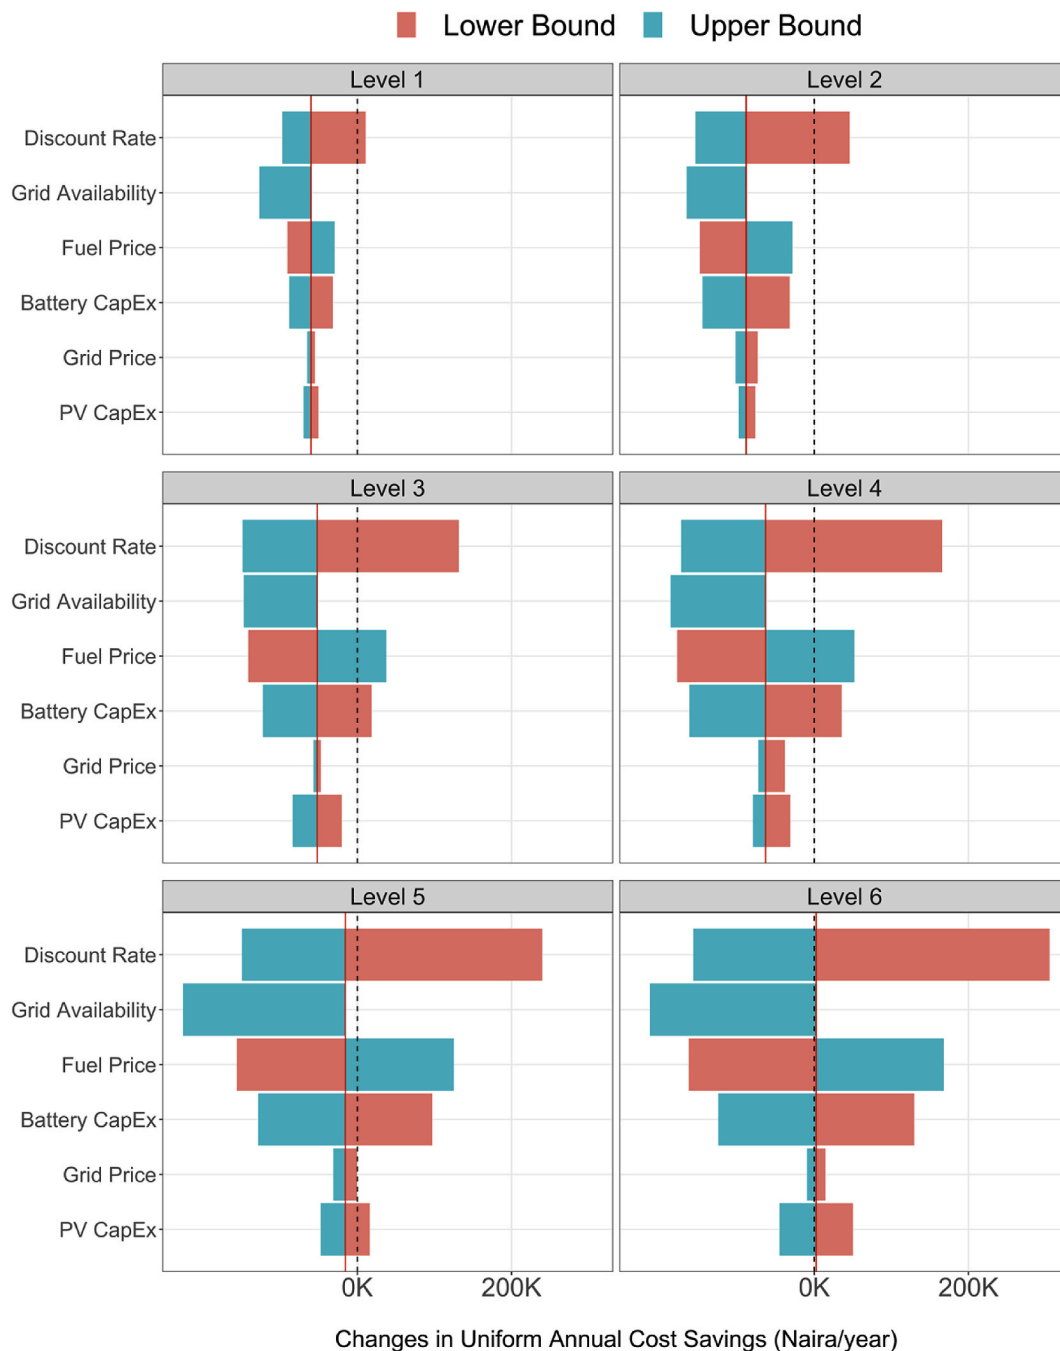 Lower Bound Upper Bound
Level 1 Level 2
Discount Rate
Grid Availability
Fuel Price
Battery CapEx
Grid Price
PV CapEx
Level 3 Level 4
Discount Rate
Grid Availability
Fuel Price
Battery CapEx
Grid Price
PV CapEx
Level 5 Level 6
Discount Rate
Grid Availability
Fuel Price
Battery CapEx
Grid Price
PV CapEx
0K 200K 0K 200K
Changes in Uniform Annual Cost Savings (Naira/year)